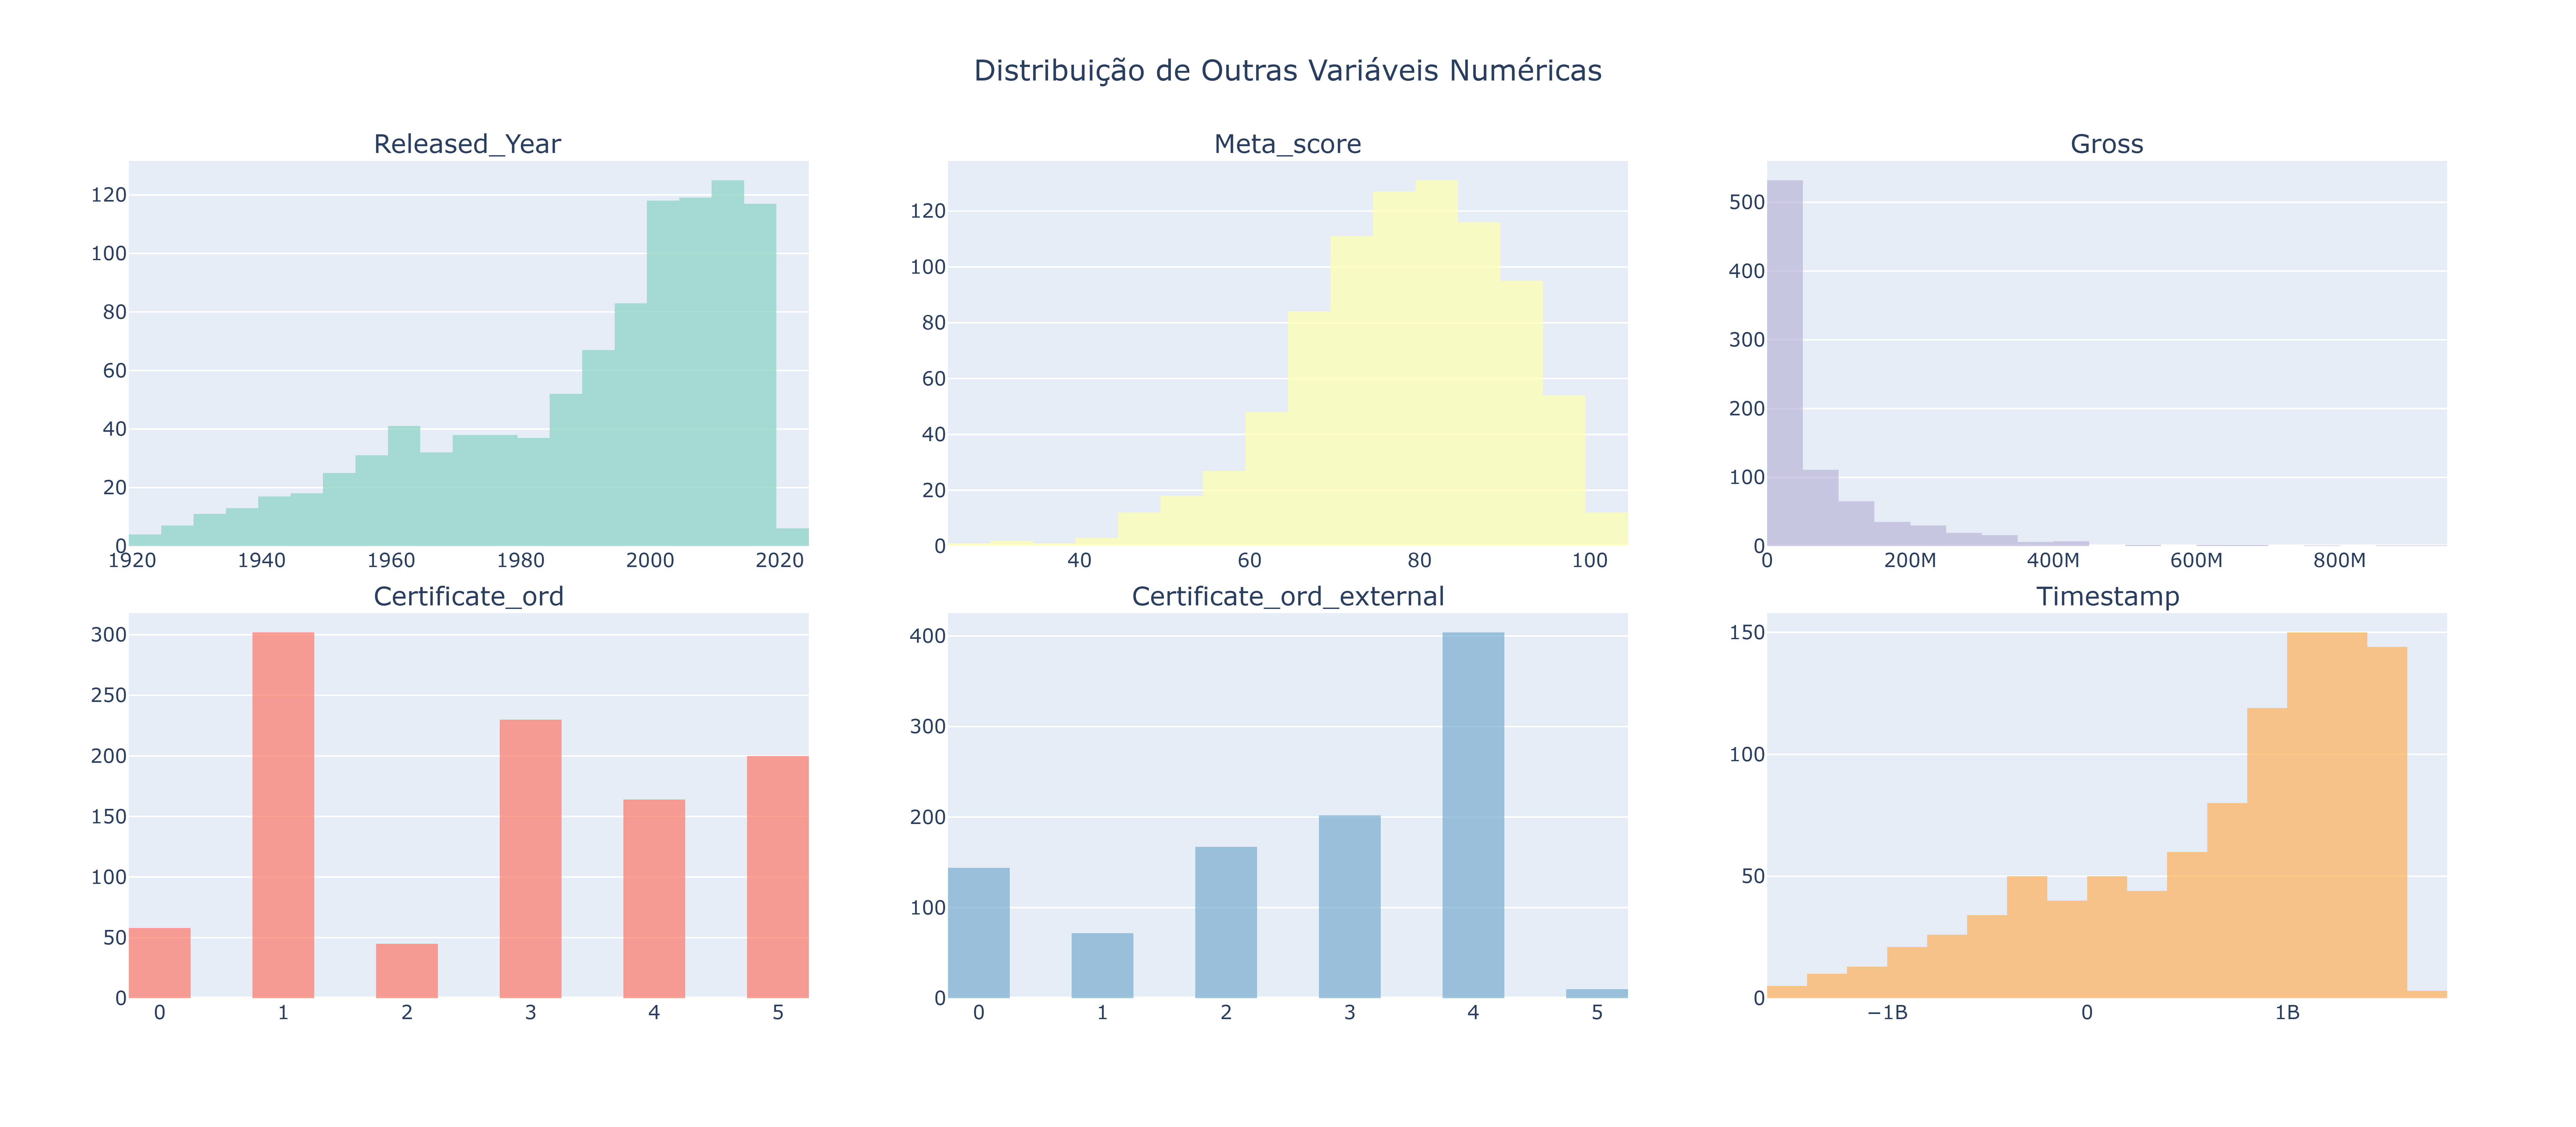 Distribuição de Outras Variáveis Numéricas
Released_Year
120
100
80
60
40
20
0
1920 1940 1960 1980 2000 2020
Meta_score
120
100
80
60
40
20
0
40 60 80 100
Gross
500
400
300
200
100
0
0 200M 400M 600M 800M
Certificate_ord
300
250
200
150
100
50
0
0 1 2 3 4 5
Certificate_ord_external
400
300
200
100
0
0 1 2 3 4 5
Timestamp
150
100
50
0
−1B 0 1B